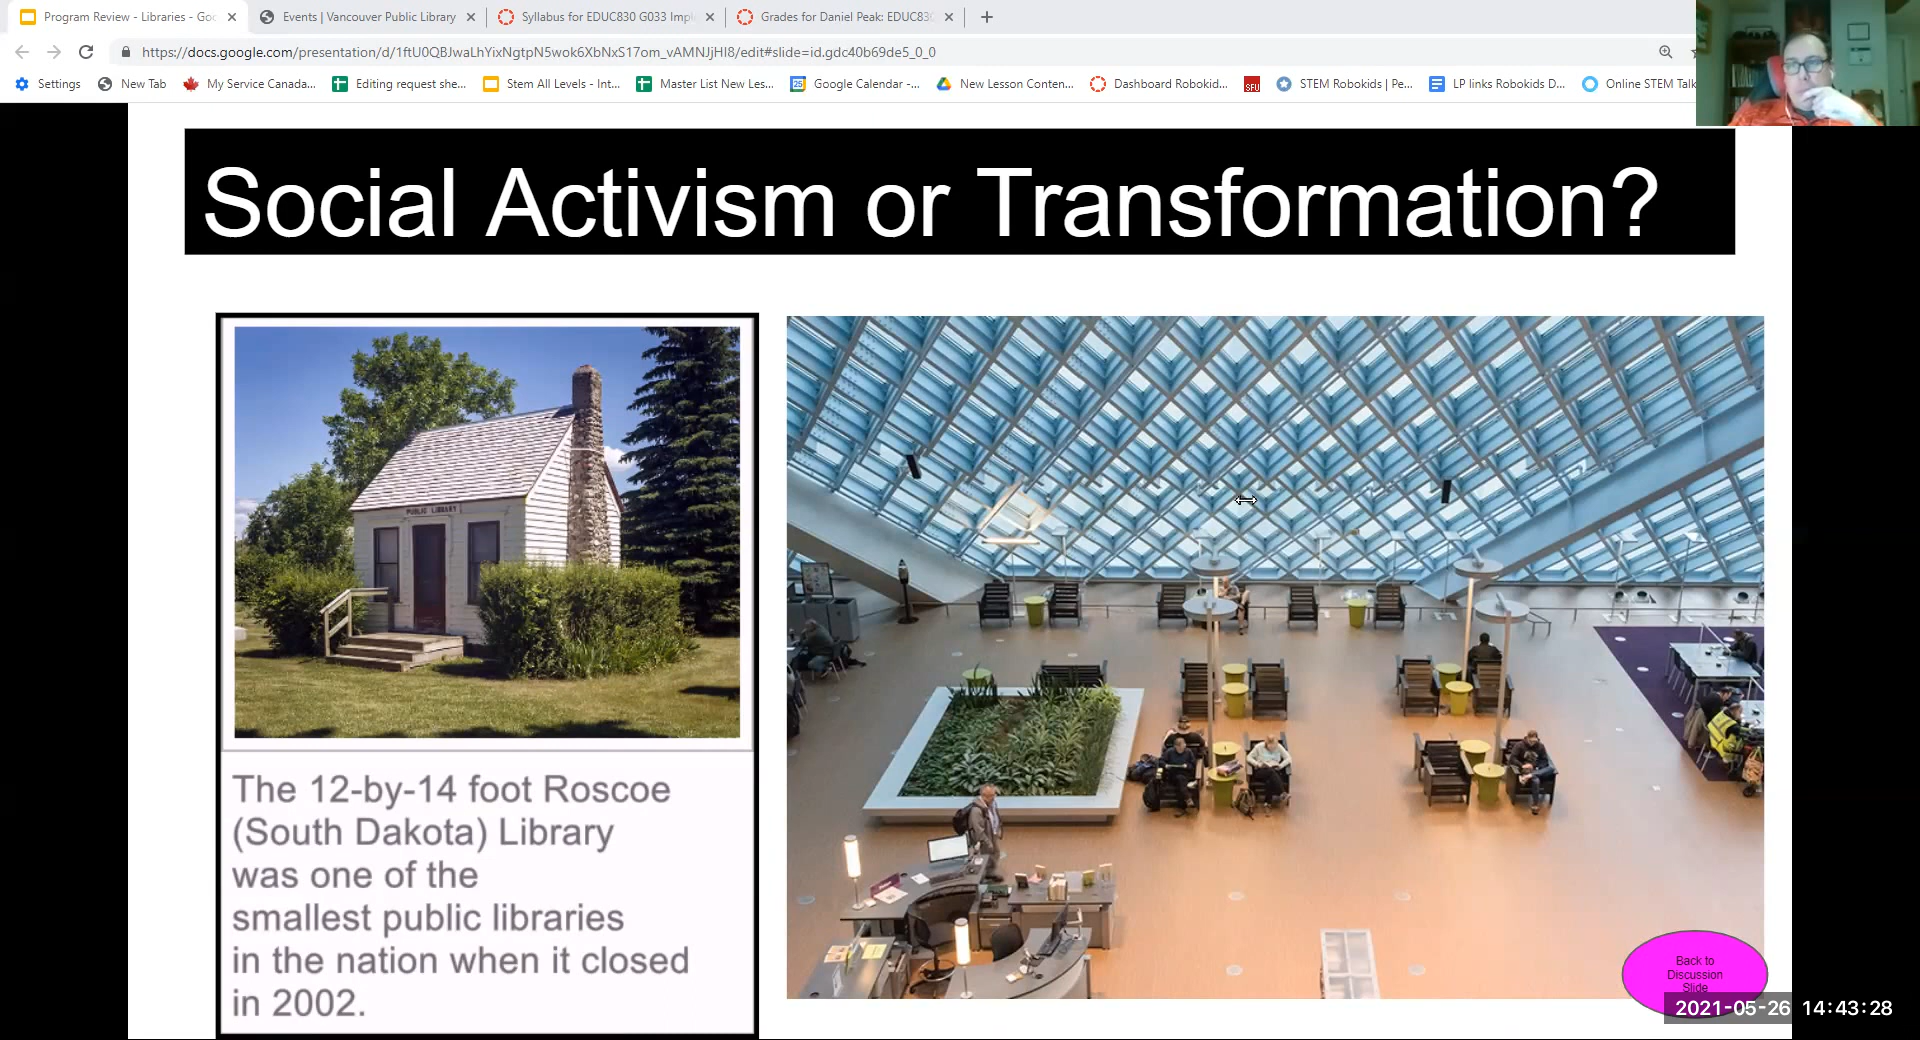 Program Review - Libraries - Goo
Events | Vancouver Public Library
Syllabus for EDUC830 G033 Impl
Grades for Daniel Peak: EDUC830
https://docs.google.com/presentation/d/1ftU0QBJwaLhYixNgtpN5wok6XbNxS17om_vAMNJjHI8/edit#slide=id.gdc40b69de5_0_0
Settings
New Tab
My Service Canada...
Editing request she...
Stem All Levels - Int...
Master List New Les...
Google Calendar -...
New Lesson Conten...
Dashboard Robokid...
SFU
STEM Robokids | Pe...
LP links Robokids D...
Online STEM Talk
Social Activism or Transformation?
PUBLIC LIBRARY
The 12-by-14 foot Roscoe
(South Dakota) Library
was one of the
smallest public libraries
in the nation when it closed
in 2002.
Back to
Discussion
Slide
2021-05-26 14:43:28